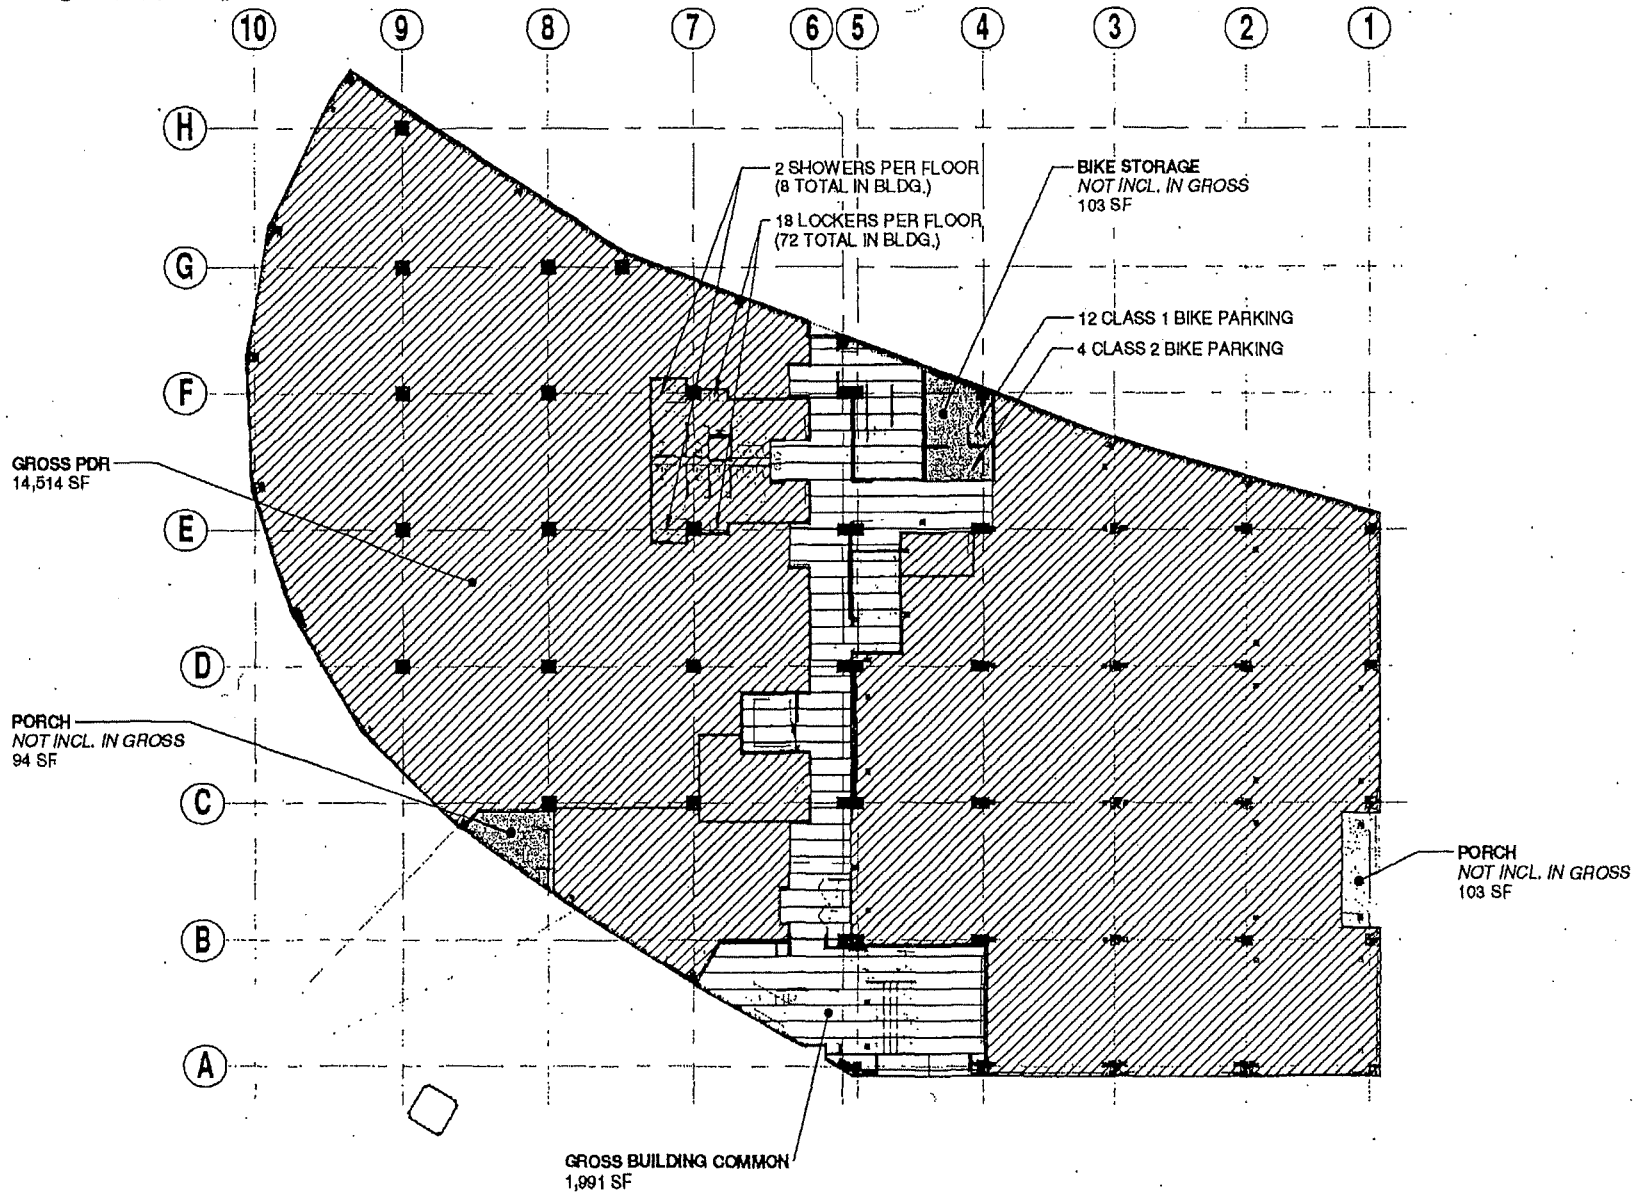 10
9
8
7
6
5
4
3
2
1
H
G
F
E
D
C
B
A
2 SHOWERS PER FLOOR
(8 TOTAL IN BLDG.)
18 LOCKERS PER FLOOR
(72 TOTAL IN BLDG.)
BIKE STORAGE
NOT INCL. IN GROSS
103 SF
12 CLASS 1 BIKE PARKING
4 CLASS 2 BIKE PARKING
GROSS PDR
14,514 SF
PORCH
NOT INCL. IN GROSS
94 SF
PORCH
NOT INCL. IN GROSS
103 SF
GROSS BUILDING COMMON
1,991 SF